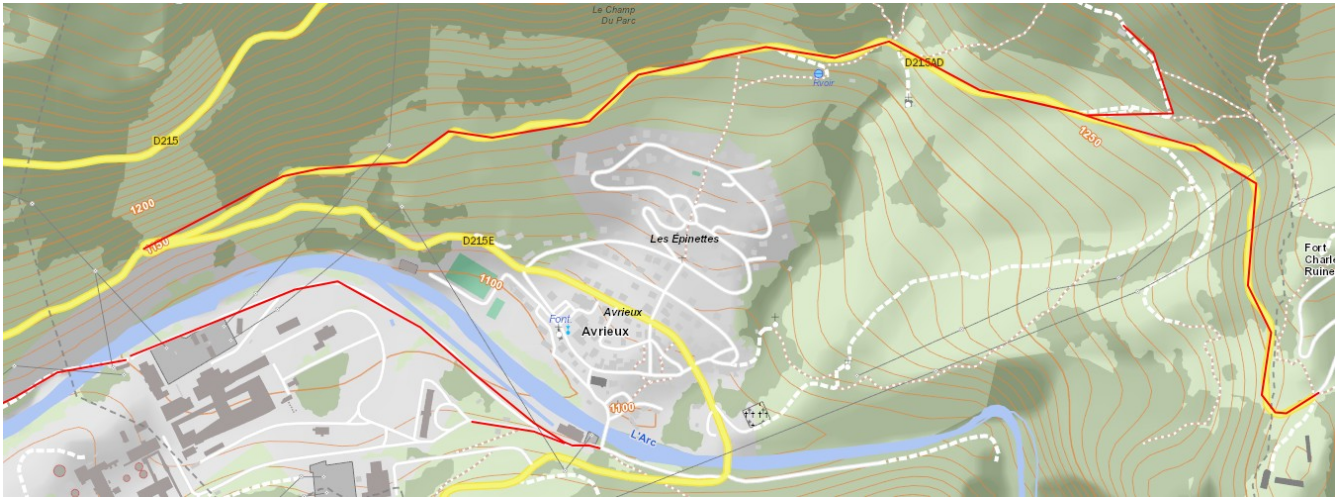 Le Champ
Du Parc
D215AD
Rvoir
D215
1250
1200
1150
Les Épinettes
D215E
Fort
Charle
Ruine
1100
Font
Avrieux
Avrieux
1100
L'Arc